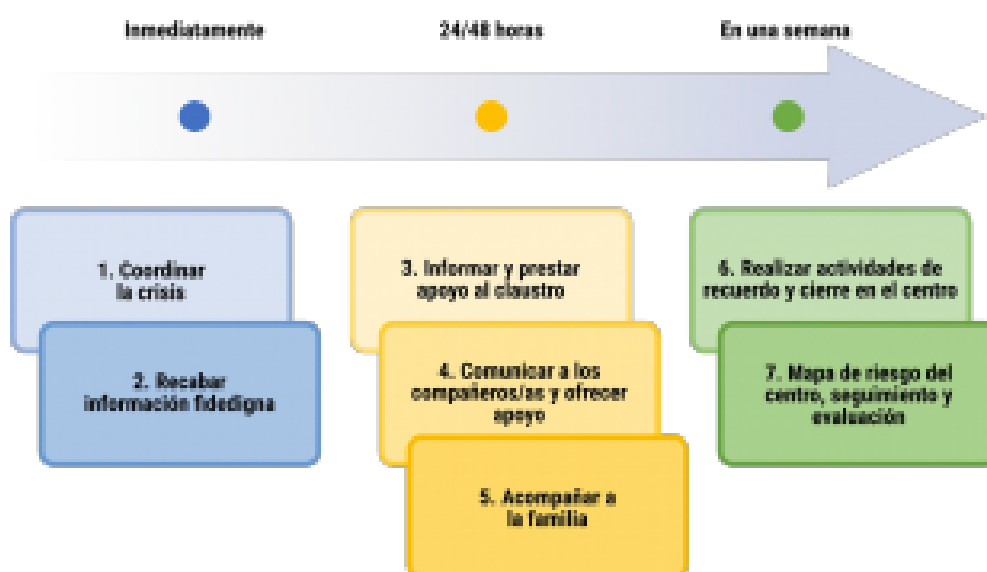 Inmediatamente
24/48 horas
En una semana
1. Coordinar
la crisis
2. Recabar
información fidedigna
3. Informar y prestar
apoyo al claustro
4. Comunicar a los
compañeros/as y ofrecer
apoyo
5. Acompañar a
la familia
6. Realizar actividades de
recuerdo y cierre en el centro
7. Mapa de riesgo del
centro, seguimiento y
evaluación